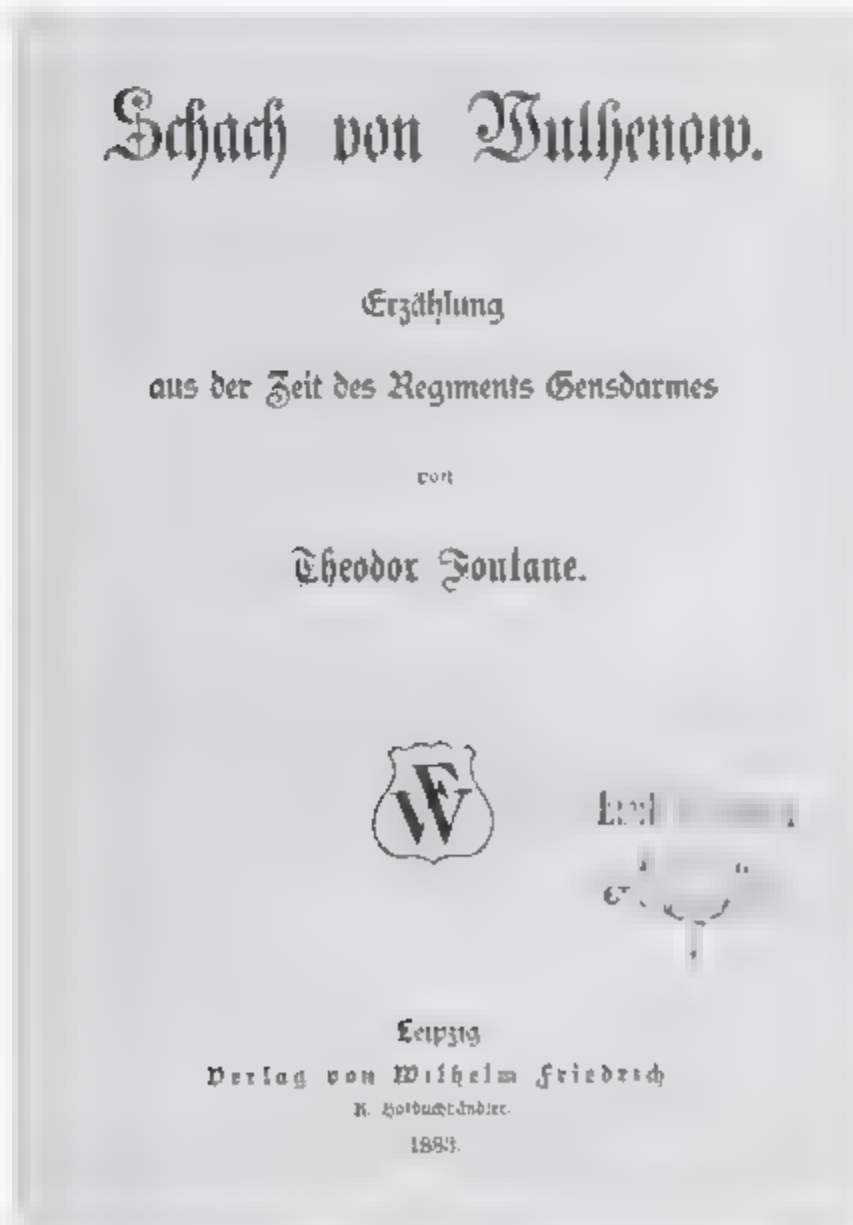 Schach von Wuthenow.
Erzählung
aus der Zeit des Regiments Gensdarmes
von
Theodor Fontane.
WF
Leipzig
Verlag von Wilhelm Friedrich
K. Hofbuchhändler.
1883.